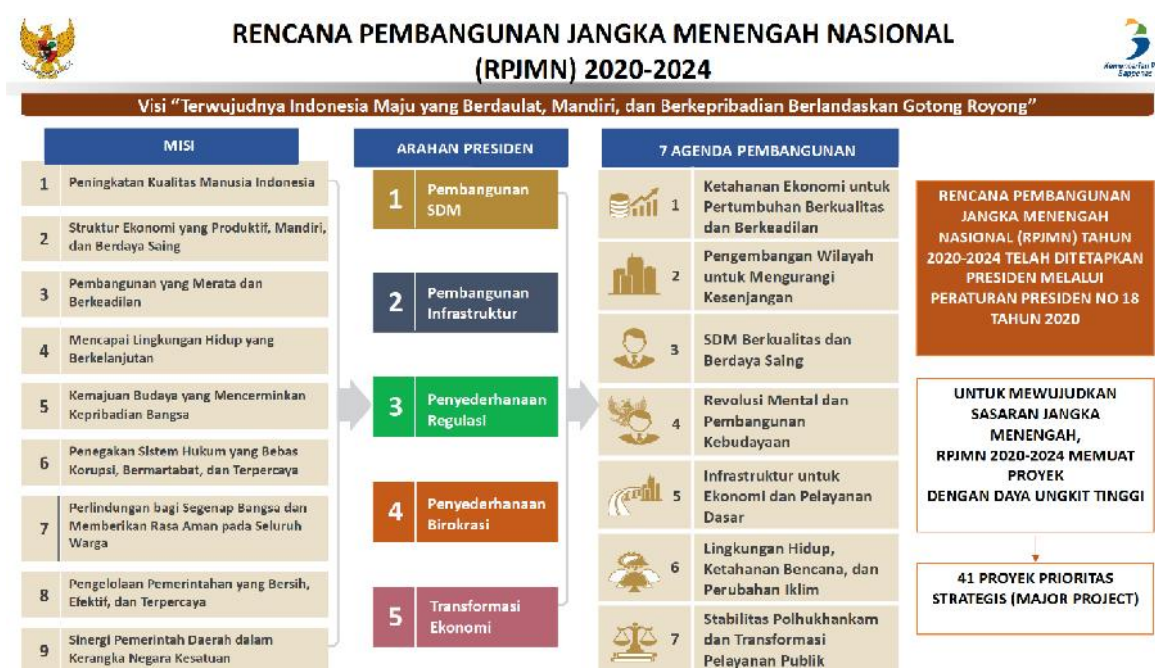 RENCANA PEMBANGUNAN JANGKA MENENGAH NASIONAL
(RPJMN) 2020-2024
Bappenas
Visi “Terwujudnya Indonesia Maju yang Berdaulat, Mandiri, dan Berkepribadian Berlandaskan Gotong Royong”
MISI
1
Peningkatan Kualitas Manusia Indonesia
2
Struktur Ekonomi yang Produktif, Mandiri,
dan Berdaya Saing
3
Pembangunan yang Merata dan
Berkeadilan
4
Mencapai Lingkungan Hidup yang
Berkelanjutan
5
Kemajuan Budaya yang Mencerminkan
Kepribadian Bangsa
6
Penegakan Sistem Hukum yang Bebas
Korupsi, Bermartabat, dan Terpercaya
7
Perlindungan bagi Segenap Bangsa dan
Memberikan Rasa Aman pada Seluruh
Warga
8
Pengelolaan Pemerintahan yang Bersih,
Efektif, dan Terpercaya
9
Sinergi Pemerintah Daerah dalam
Kerangka Negara Kesatuan
ARAHAN PRESIDEN
1
Pembangunan
SDM
2
Pembangunan
Infrastruktur
3
Penyederhanaan
Regulasi
4
Penyederhanaan
Birokrasi
5
Transformasi
Ekonomi
7 AGENDA PEMBANGUNAN
1
Ketahanan Ekonomi untuk
Pertumbuhan Berkualitas
dan Berkeadilan
2
Pengembangan Wilayah
untuk Mengurangi
Kesenjangan
3
SDM Berkualitas dan
Berdaya Saing
4
Revolusi Mental dan
Pembangunan
Kebudayaan
5
Infrastruktur untuk
Ekonomi dan Pelayanan
Dasar
6
Lingkungan Hidup,
Ketahanan Bencana, dan
Perubahan Iklim
7
Stabilitas Polhukhankam
dan Transformasi
Pelayanan Publik
RENCANA PEMBANGUNAN
JANGKA MENENGAH
NASIONAL (RPJMN) TAHUN
2020-2024 TELAH DITETAPKAN
PRESIDEN MELALUI
PERATURAN PRESIDEN NO 18
TAHUN 2020
UNTUK MEWUJUDKAN
SASARAN JANGKA
MENENGAH,
RPJMN 2020-2024 MEMUAT
PROYEK
DENGAN DAYA UNGKIT TINGGI
41 PROYEK PRIORITAS
STRATEGIS (MAJOR PROJECT)